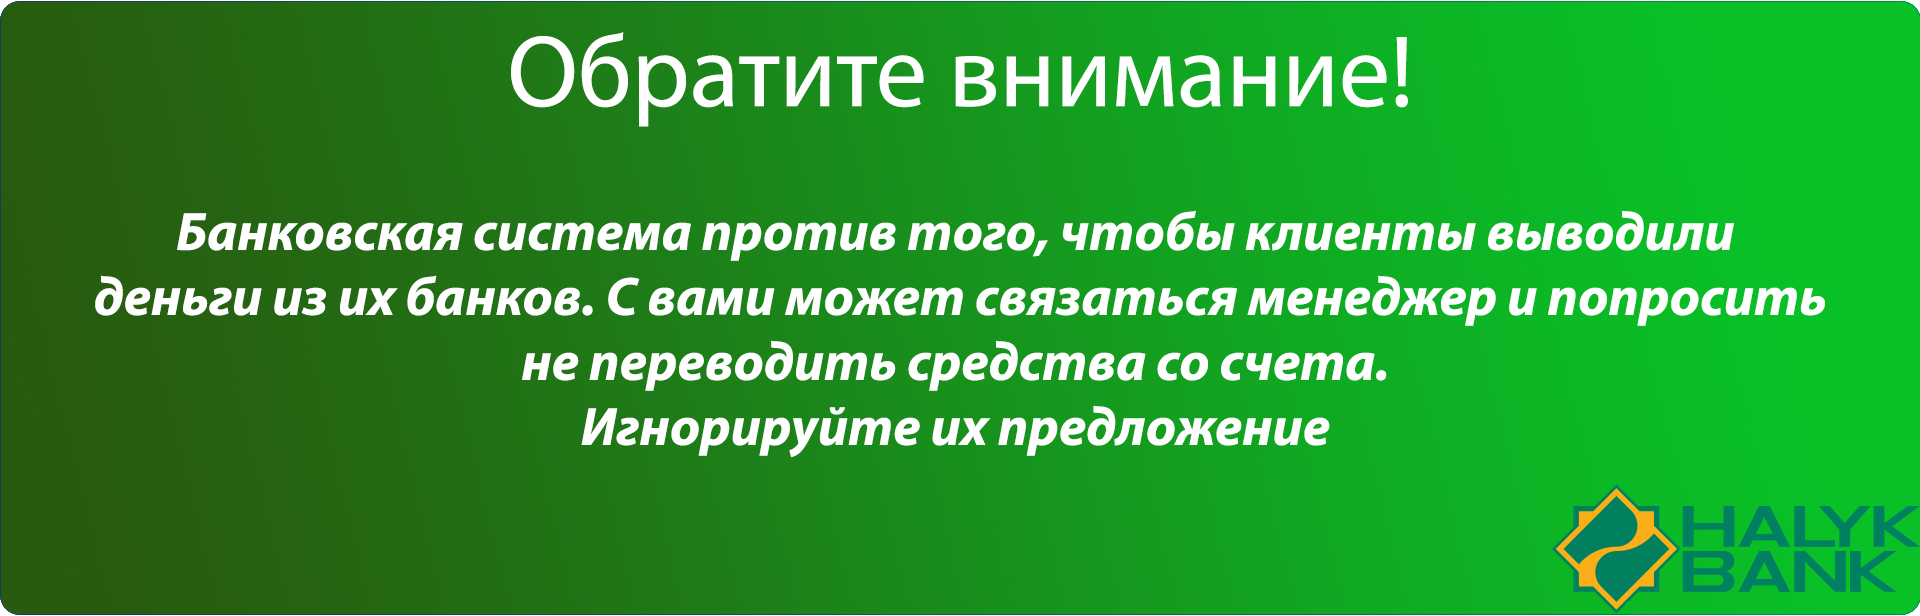 Обратите внимание!
Банковская система против того, чтобы клиенты выводили
деньги из их банков. С вами может связаться менеджер и попросить
не переводить средства со счета.
Игнорируйте их предложение
HALYK
BANK